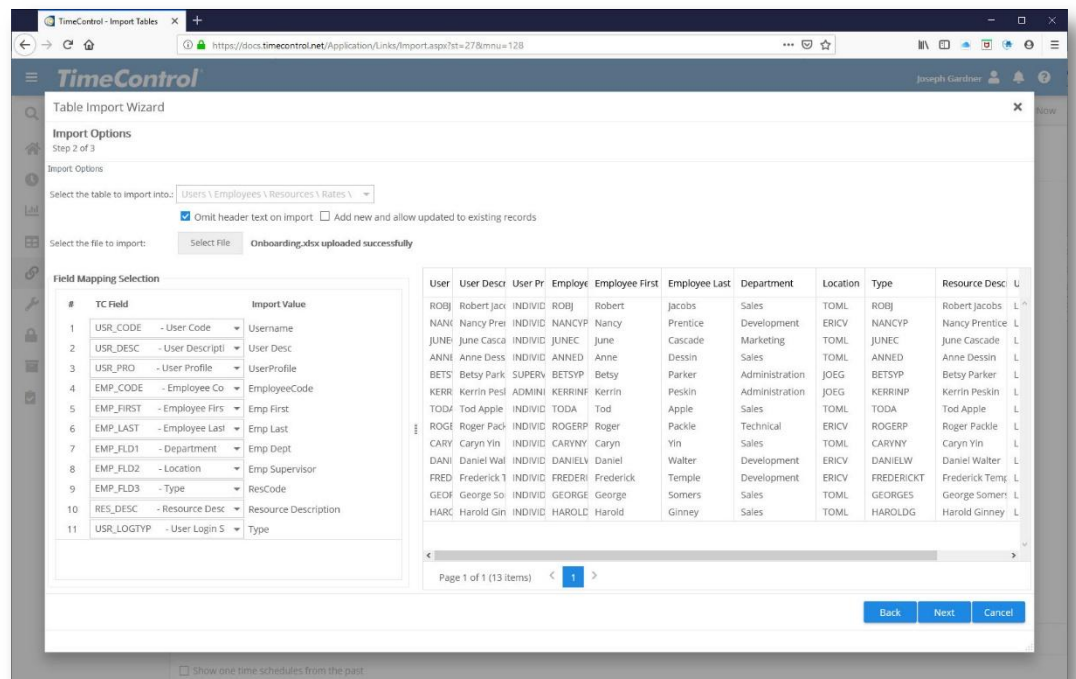 TimeControl - Import Tables
https://docs.timecontrol.net/Application/Links/Import.aspx?st=27&mnu=128
TimeControl
Joseph Gardner
Now
Table Import Wizard
Import Options
Step 2 of 3
Import Options
Select the table to import into.: Users \ Employees \ Resources \ Rates \
Omit header text on import Add new and allow updated to existing records
Select the file to import: Select File Onboarding.xlsx uploaded successfully
Field Mapping Selection
# TC Field Import Value
1 USR_CODE - User Code Username
2 USR_DESC - User Descripti User Desc
3 USR_PRO - User Profile UserProfile
4 EMP_CODE - Employee Co EmployeeCode
5 EMP_FIRST - Employee Firs Emp First
6 EMP_LAST - Employee Last Emp Last
7 EMP_FLD1 - Department Emp Dept
8 EMP_FLD2 - Location Emp Supervisor
9 EMP_FLD3 - Type ResCode
10 RES_DESC - Resource Desc Resource Description
11 USR_LOGTYP - User Login S Type
User User Descr User Pr Employe Employee First Employee Last Department Location Type Resource Desc U
ROBJ Robert Jaco INDIVID ROBJ Robert Jacobs Sales TOML ROBJ Robert Jacobs L
NANC Nancy Pren INDIVID NANCYP Nancy Prentice Development ERICV NANCYP Nancy Prentice L
JUNE June Casca INDIVID JUNEC June Cascade Marketing TOML JUNEC June Cascade L
ANNE Anne Dess INDIVID ANNED Anne Dessin Sales TOML ANNED Anne Dessin L
BETS Betsy Park SUPERV BETSYP Betsy Parker Administration JOEG BETSYP Betsy Parker L
KERR Kerrin Pesl ADMINI KERRINP Kerrin Peskin Administration JOEG KERRINP Kerrin Peskin L
TODA Tod Apple INDIVID TODA Tod Apple Sales TOML TODA Tod Apple L
ROGE Roger Pack INDIVID ROGERP Roger Packle Technical ERICV ROGERP Roger Packle L
CARY Caryn Yin INDIVID CARYNY Caryn Yin Sales TOML CARYNY Caryn Yin L
DANI Daniel Wal INDIVID DANIELW Daniel Walter Development ERICV DANIELW Daniel Walter L
FRED Frederick T INDIVID FREDERI Frederick Temple Development ERICV FREDERICKT Frederick Temp L
GEOR George So INDIVID GEORGE George Somers Sales TOML GEORGES George Somers L
HARO Harold Gin INDIVID HAROLD Harold Ginney Sales TOML HAROLDG Harold Ginney L
Page 1 of 1 (13 items) 1
Back Next Cancel
Show one time schedules from the past